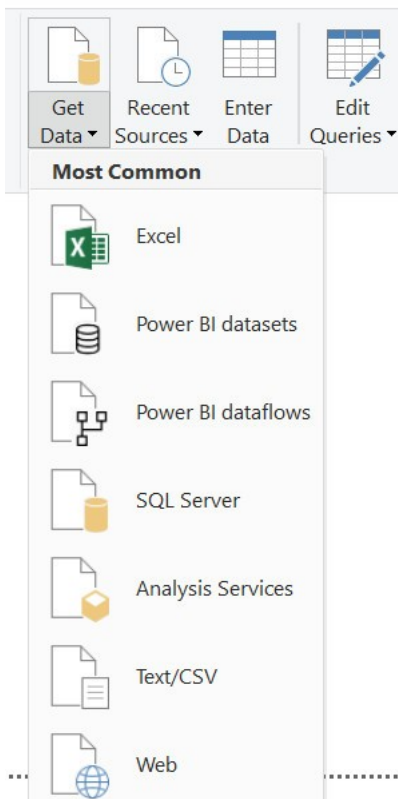 Get Data
Recent Sources
Enter Data
Edit Queries
Most Common
X
Excel
Power BI datasets
Power BI dataflows
SQL Server
Analysis Services
Text/CSV
Web